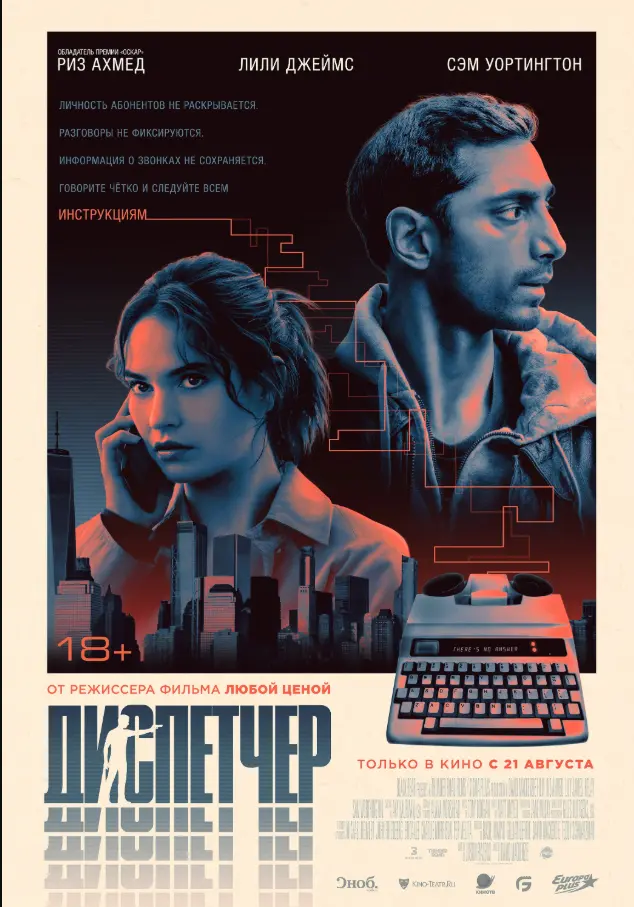 ОБЛАДАТЕЛЬ ПРЕМИИ «ОСКАР»
РИЗ АХМЕД ЛИЛИ ДЖЕЙМС СЭМ УОРТИНГТОН
ЛИЧНОСТЬ АБОНЕНТОВ НЕ РАСКРЫВАЕТСЯ.
РАЗГОВОРЫ НЕ ФИКСИРУЮТСЯ.
ИНФОРМАЦИЯ О ЗВОНКАХ НЕ СОХРАНЯЕТСЯ.
ГОВОРИТЕ ЧЁТКО И СЛЕДУЙТЕ ВСЕМ
ИНСТРУКЦИЯМ
THERE'S NO ANSWER
18+
ОТ РЕЖИССЕРА ФИЛЬМА ЛЮБОЙ ЦЕНОЙ
ДИСПЕТЧЕР
ТОЛЬКО В КИНО С 21 АВГУСТА
Сноб. КИНО-ТЕАТР.RU Europa plus